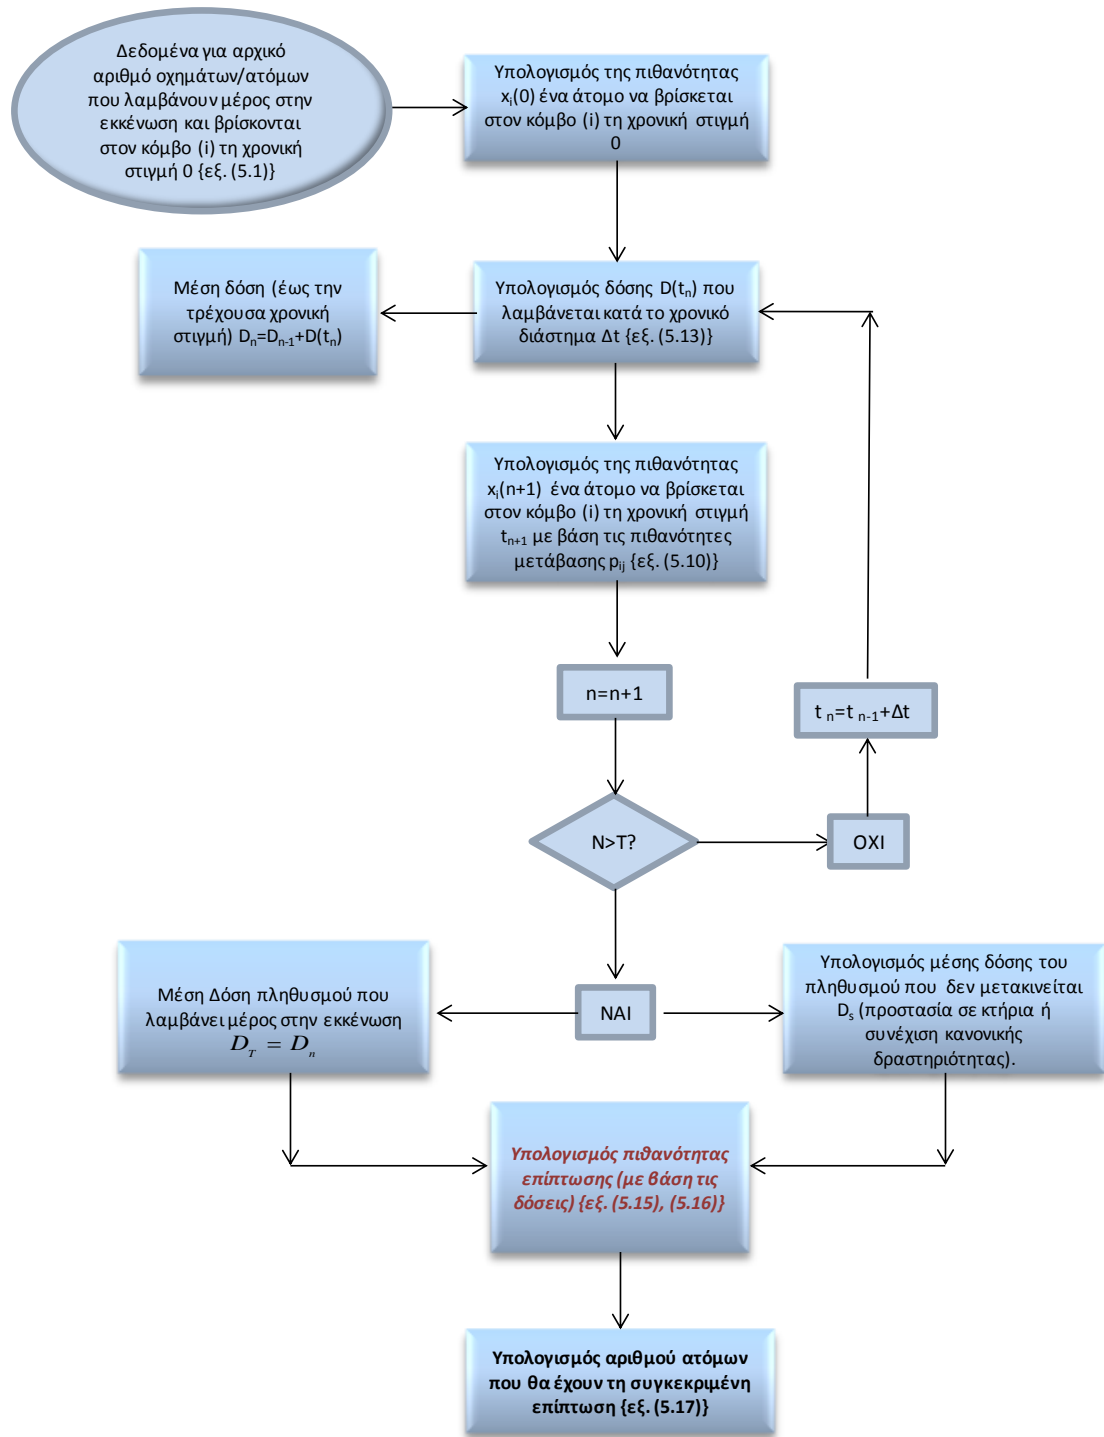 Δεδομένα για αρχικό
αριθμό οχημάτων/ατόμων
που λαμβάνουν μέρος στην
εκκένωση και βρίσκονται
στον κόμβο (i) τη χρονική
στιγμή 0 {εξ. (5.1)}
Υπολογισμός της πιθανότητας
xi(0) ένα άτομο να βρίσκεται
στον κόμβο (i) τη χρονική στιγμή
0
Μέση δόση (έως την
τρέχουσα χρονική
στιγμή) Dn=Dn-1+D(tn)
Υπολογισμός δόσης D(tn) που
λαμβάνεται κατά το χρονικό
διάστημα Δt {εξ. (5.13)}
Υπολογισμός της πιθανότητας
xi(n+1) ένα άτομο να βρίσκεται
στον κόμβο (i) τη χρονική στιγμή
tn+1 με βάση τις πιθανότητες
μετάβασης pij {εξ. (5.10)}
n=n+1
t n=t n-1+Δt
N>T?
ΟΧΙ
Μέση Δόση πληθυσμού που
λαμβάνει μέρος στην εκκένωση
DT = Dn
ΝΑΙ
Υπολογισμός μέσης δόσης του
πληθυσμού που δεν μετακινείται
Ds (προστασία σε κτήρια ή
συνέχιση κανονικής
δραστηριότητας).
Υπολογισμός πιθανότητας
επίπτωσης (με βάση τις
δόσεις) {εξ. (5.15), (5.16)}
Υπολογισμός αριθμού ατόμων
που θα έχουν τη συγκεκριμένη
επίπτωση {εξ. (5.17)}